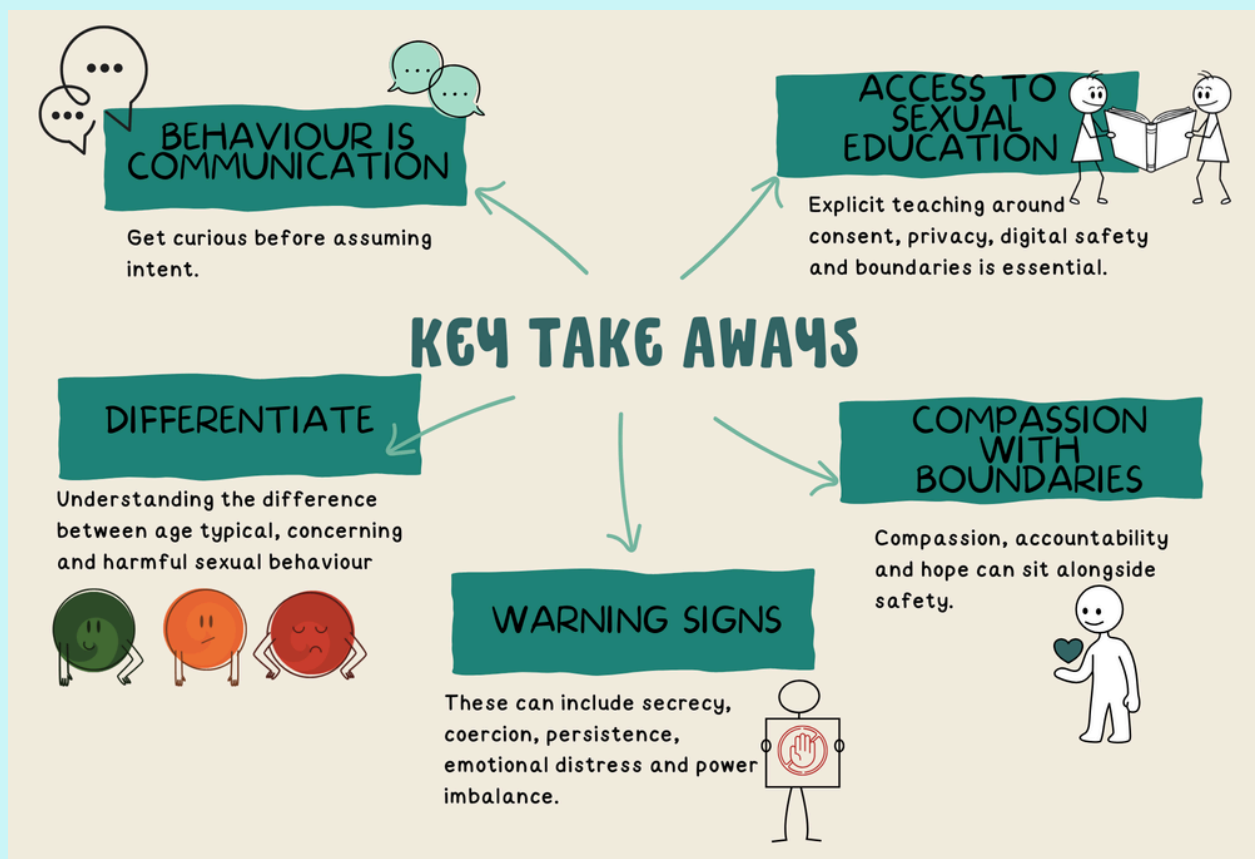 BEHAVIOUR IS
COMMUNICATION
Get curious before assuming
intent.
ACCESS TO
SEXUAL
EDUCATION
Explicit teaching around
consent, privacy, digital safety
and boundaries is essential.
KEY TAKE AWAYS
DIFFERENTIATE
Understanding the difference
between age typical, concerning
and harmful sexual behaviour
COMPASSION
WITH
BOUNDARIES
Compassion, accountability
and hope can sit alongside
safety.
WARNING SIGNS
These can include secrecy,
coercion, persistence,
emotional distress and power
imbalance.